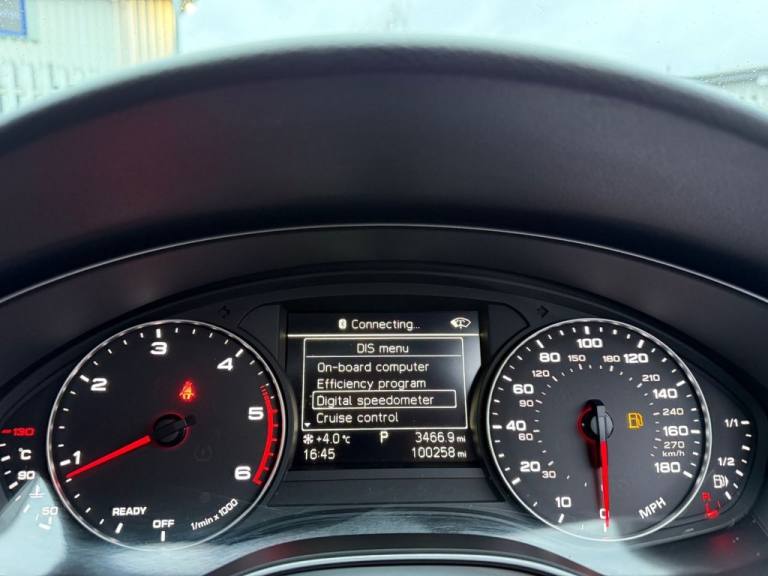 Connecting...
DIS menu
On-board computer
Efficiency program
Digital speedometer
Cruise control
+4.0 °C P 3466.9 mi
16:45 100258 mi
130
°C
90
50
1
2
3
4
5
6
READY
OFF
1/min x 1000
0
10
20
30
40
60
80
100
120
140
160
180
MPH
30
60
90
120
150
180
210
240
270
km/h
1/1
1/2
R